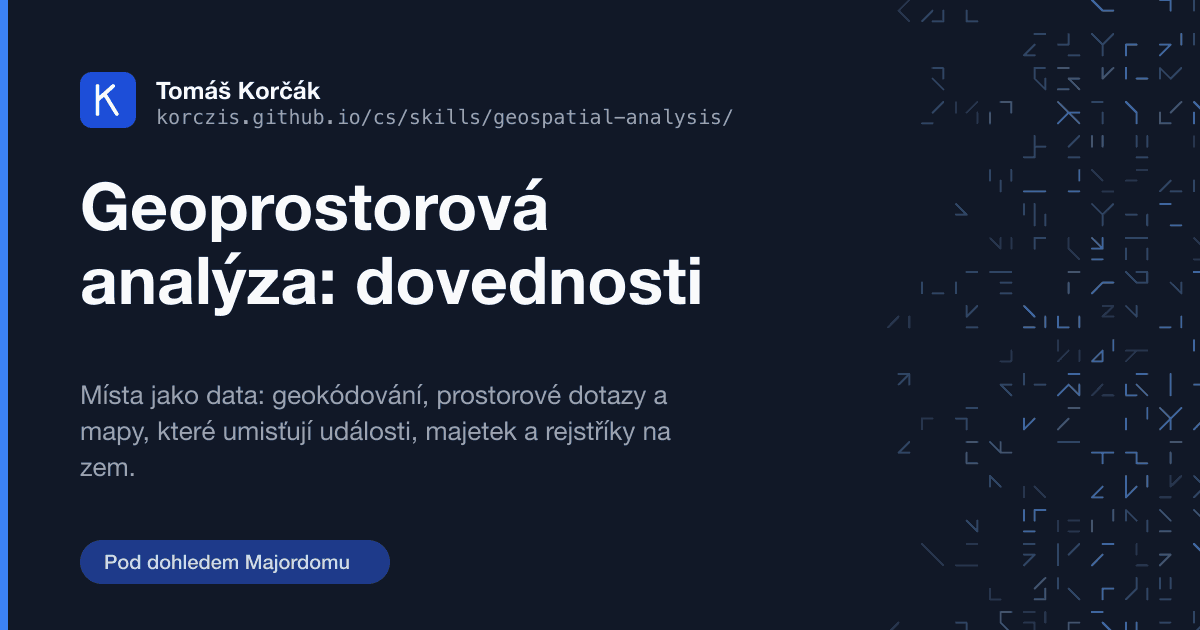 K
Tomáš Korčák
korczis.github.io/cs/skills/geospatial-analysis/
Geoprostorová
analýza: dovednosti
Místa jako data: geokódování, prostorové dotazy a
mapy, které umisťují události, majetek a rejstříky na
zem.
Pod dohledem Majordomu